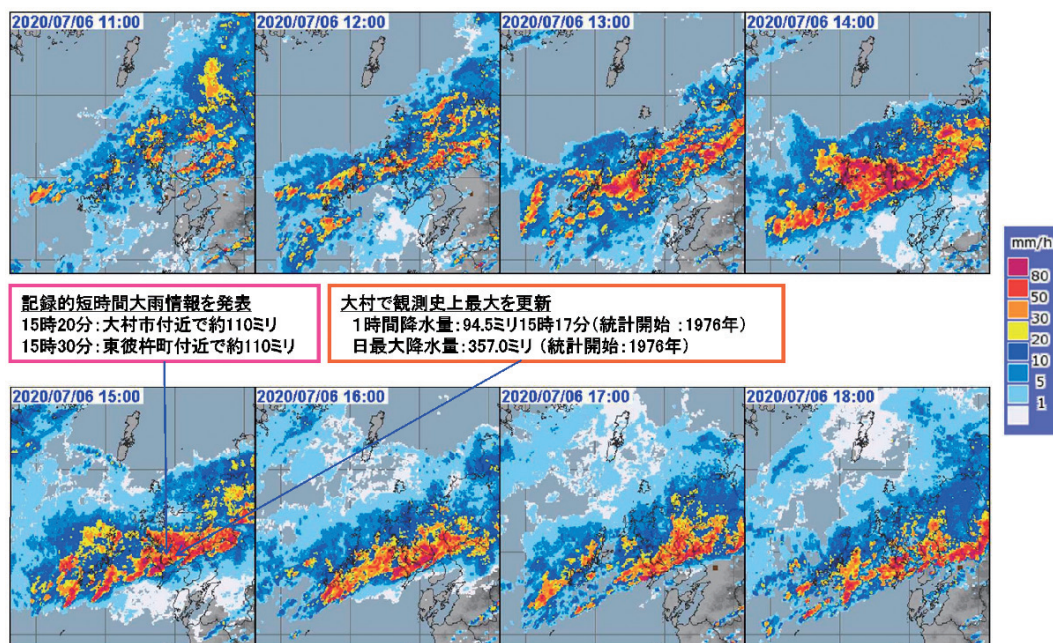 2020/07/06 11:00
2020/07/06 12:00
2020/07/06 13:00
2020/07/06 14:00
mm/h
80
50
30
20
10
5
1
記録的短時間大雨情報を発表
15時20分:大村市付近で約110ミリ
15時30分:東彼杵町付近で約110ミリ
大村で観測史上最大を更新
1時間降水量:94.5ミリ15時17分(統計開始 :1976年)
日最大降水量:357.0ミリ (統計開始:1976年)
2020/07/06 15:00
2020/07/06 16:00
2020/07/06 17:00
2020/07/06 18:00